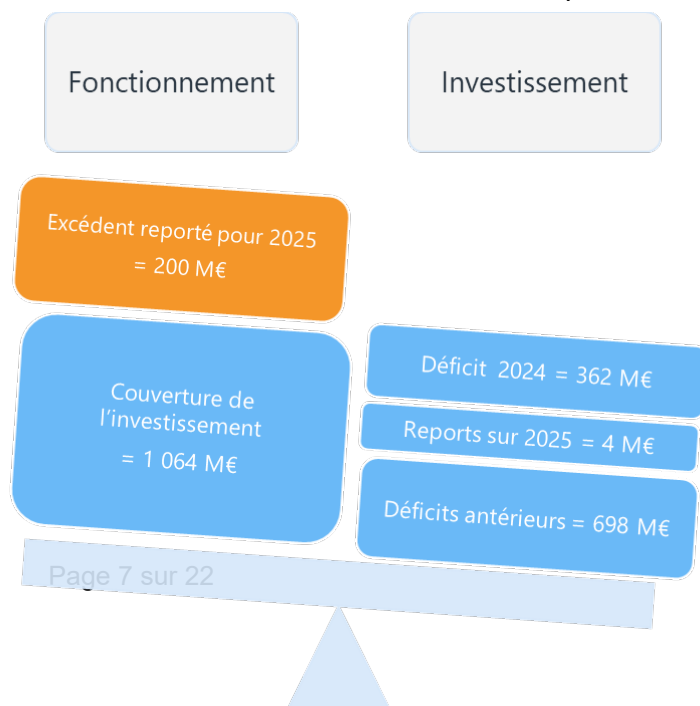 Fonctionnement
Investissement
Excédent reporté pour 2025
= 200 M€
Couverture de
l'investissement
= 1 064 M€
Déficit 2024 = 362 M€
Reports sur 2025 = 4 M€
Déficits antérieurs = 698 M€
Page 7 sur 22